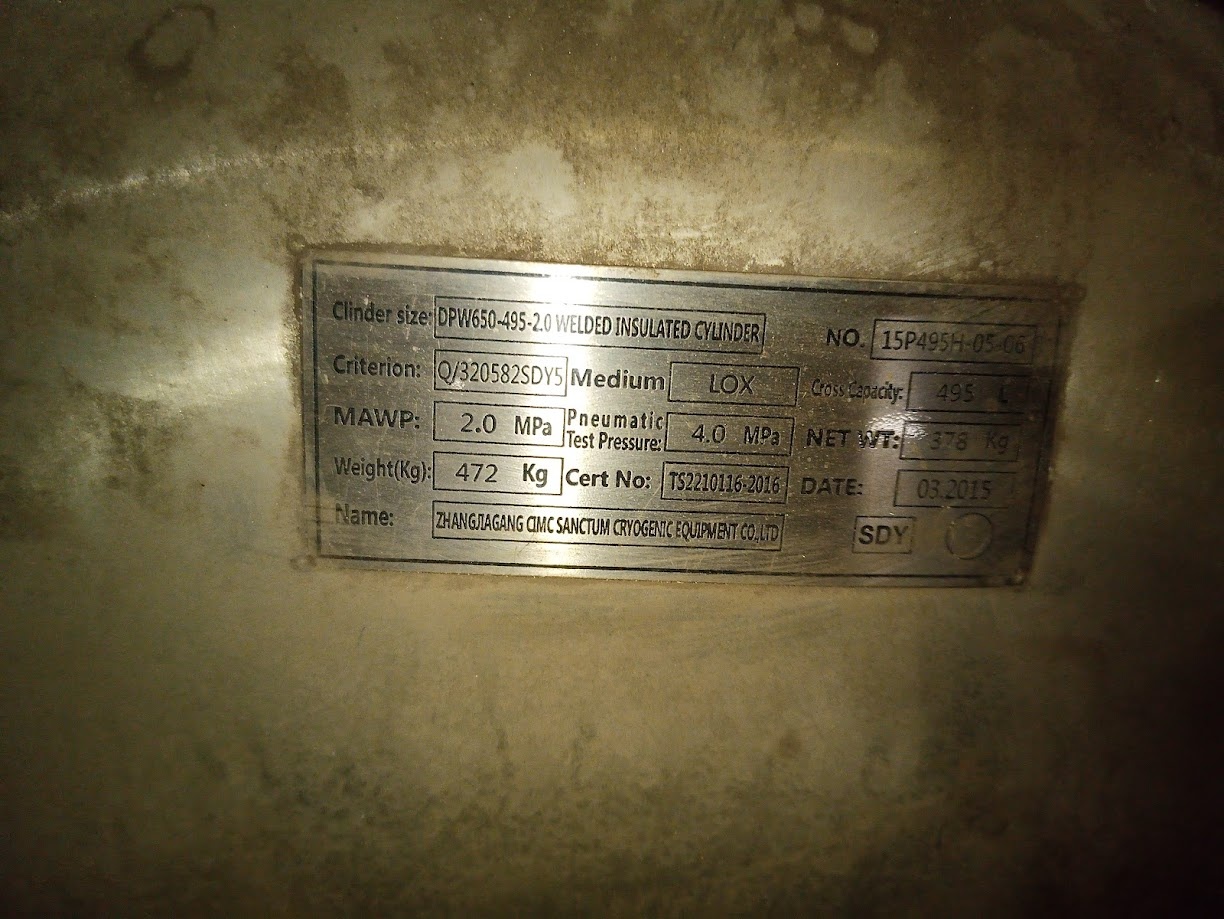 Clinder size: DPW650-495-2.0 WELDED INSULATED CYLINDER NO. 15P495H-05-06
Criterion: Q/320582SDY5 Medium LOX Cross Capacity: 495 L
MAWP: 2.0 MPa Pneumatic Test Pressure: 4.0 MPa NET WT: 378 Kg
Weight(Kg): 472 Kg Cert No: TS2210116-2016 DATE: 03.2015
Name: ZHANGJIAGANG CIMC SANCTUM CRYOGENIC EQUIPMENT CO.,LTD SDY